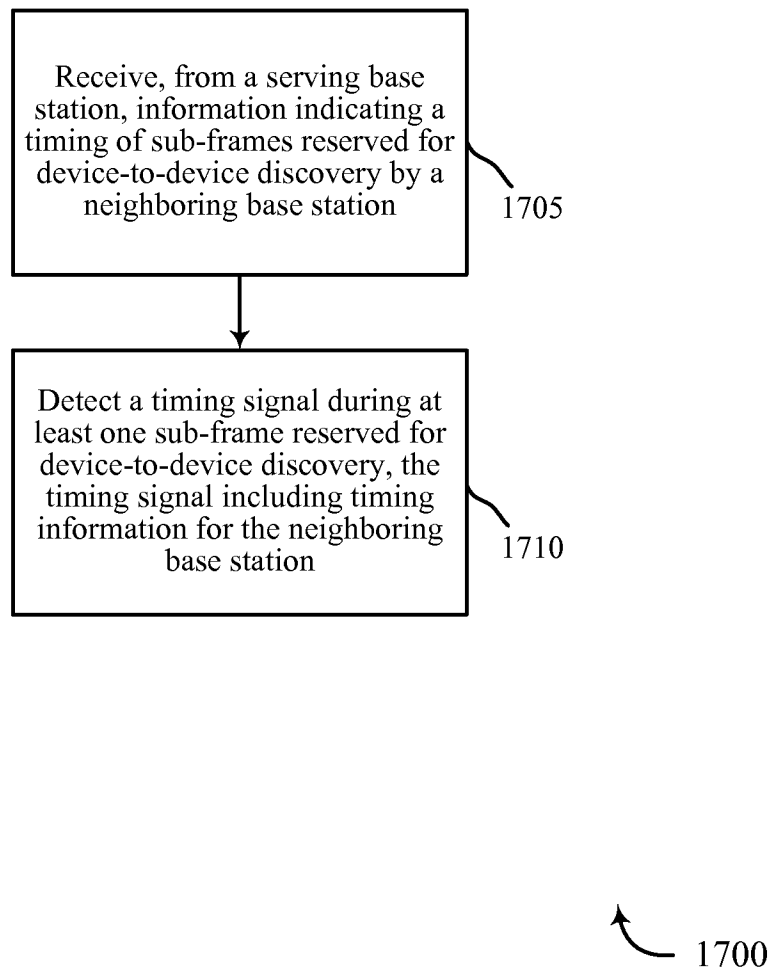 Receive, from a serving base
station, information indicating a
timing of sub-frames reserved for
device-to-device discovery by a
neighboring base station
1705
Detect a timing signal during at
least one sub-frame reserved for
device-to-device discovery, the
timing signal including timing
information for the neighboring
base station
1710
1700